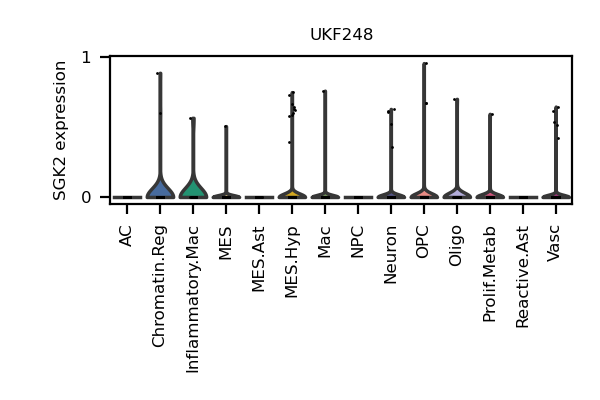 UKF248
SGK2 expression
1
0
AC
Chromatin.Reg
Inflammatory.Mac
MES
MES.Ast
MES.Hyp
Mac
NPC
Neuron
OPC
Oligo
Prolif.Metab
Reactive.Ast
Vasc